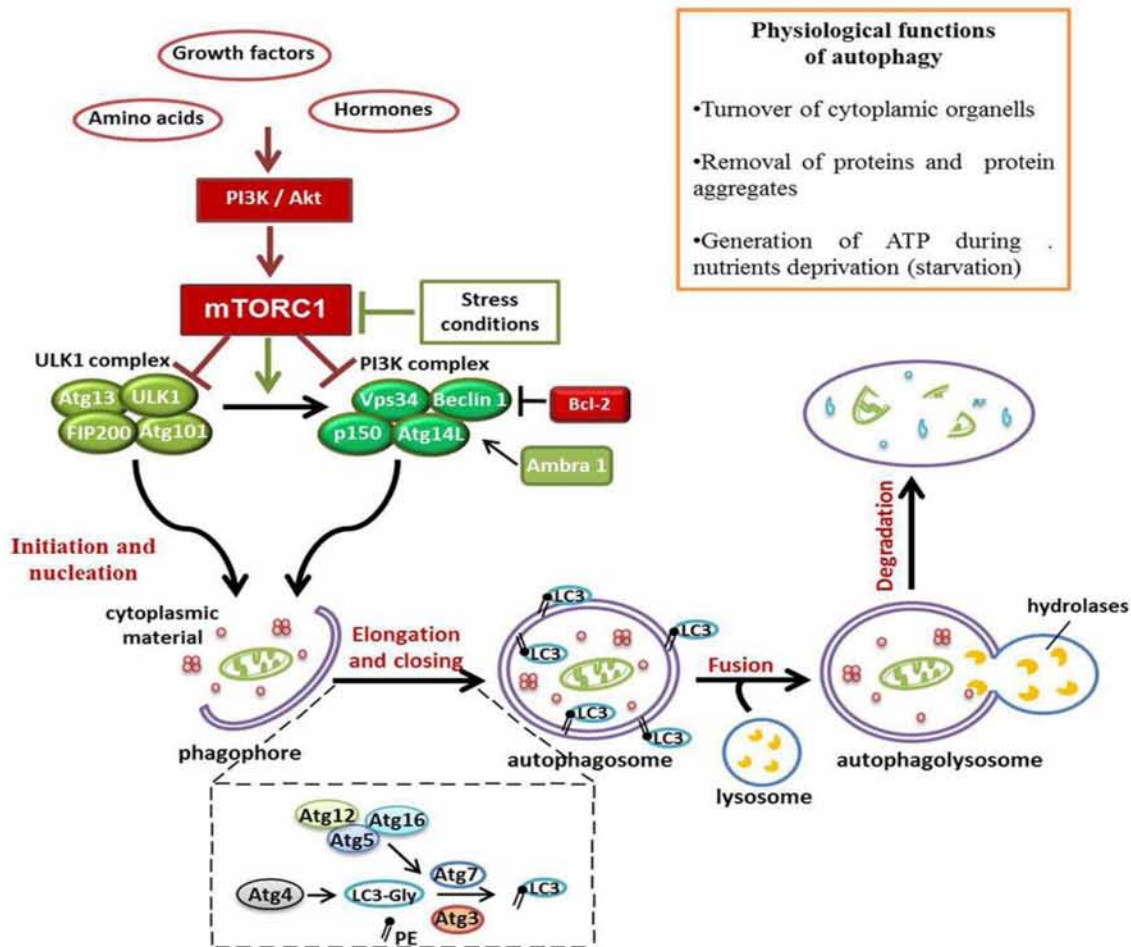 Growth factors
Amino acids
Hormones
PI3K / Akt
mTORC1
Stress
conditions
ULK1 complex
PI3K complex
Atg13
ULK1
FIP200
Atg101
Vps34
Beclin 1
p150
Atg14L
Bcl-2
Ambra 1
Physiological functions
of autophagy
•Turnover of cytoplamic organells
•Removal of proteins and protein
aggregates
•Generation of ATP during .
nutrients deprivation (starvation)
Initiation and
nucleation
cytoplasmic
material
phagophore
Elongation
and closing
LC3
LC3
LC3
LC3
LC3
autophagosome
Fusion
lysosome
Degradation
hydrolases
autophagolysosome
Atg12
Atg16
Atg5
Atg4
LC3-Gly
Atg7
Atg3
LC3
PE